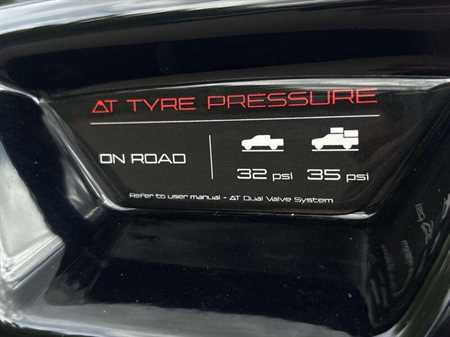 AT TYRE PRESSURE
ON ROAD
32 psi 35 psi
Refer to user manual - AT Dual Valve System